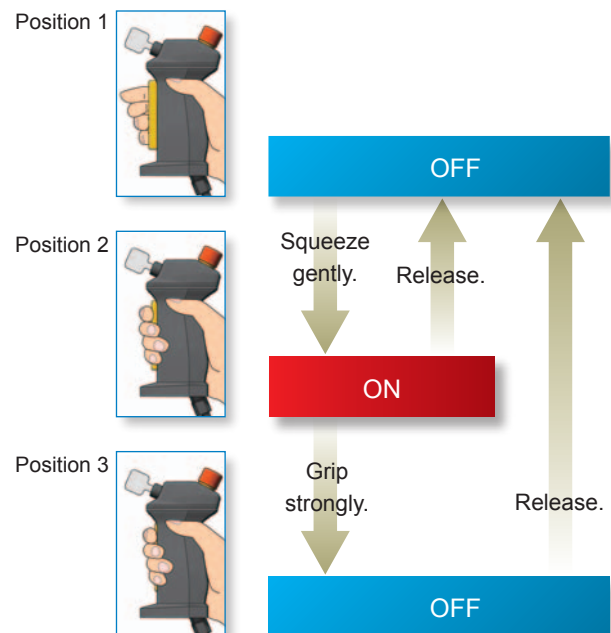 Position 1
OFF
Squeeze
gently.
Release.
Position 2
ON
Position 3
Grip
strongly.
Release.
OFF